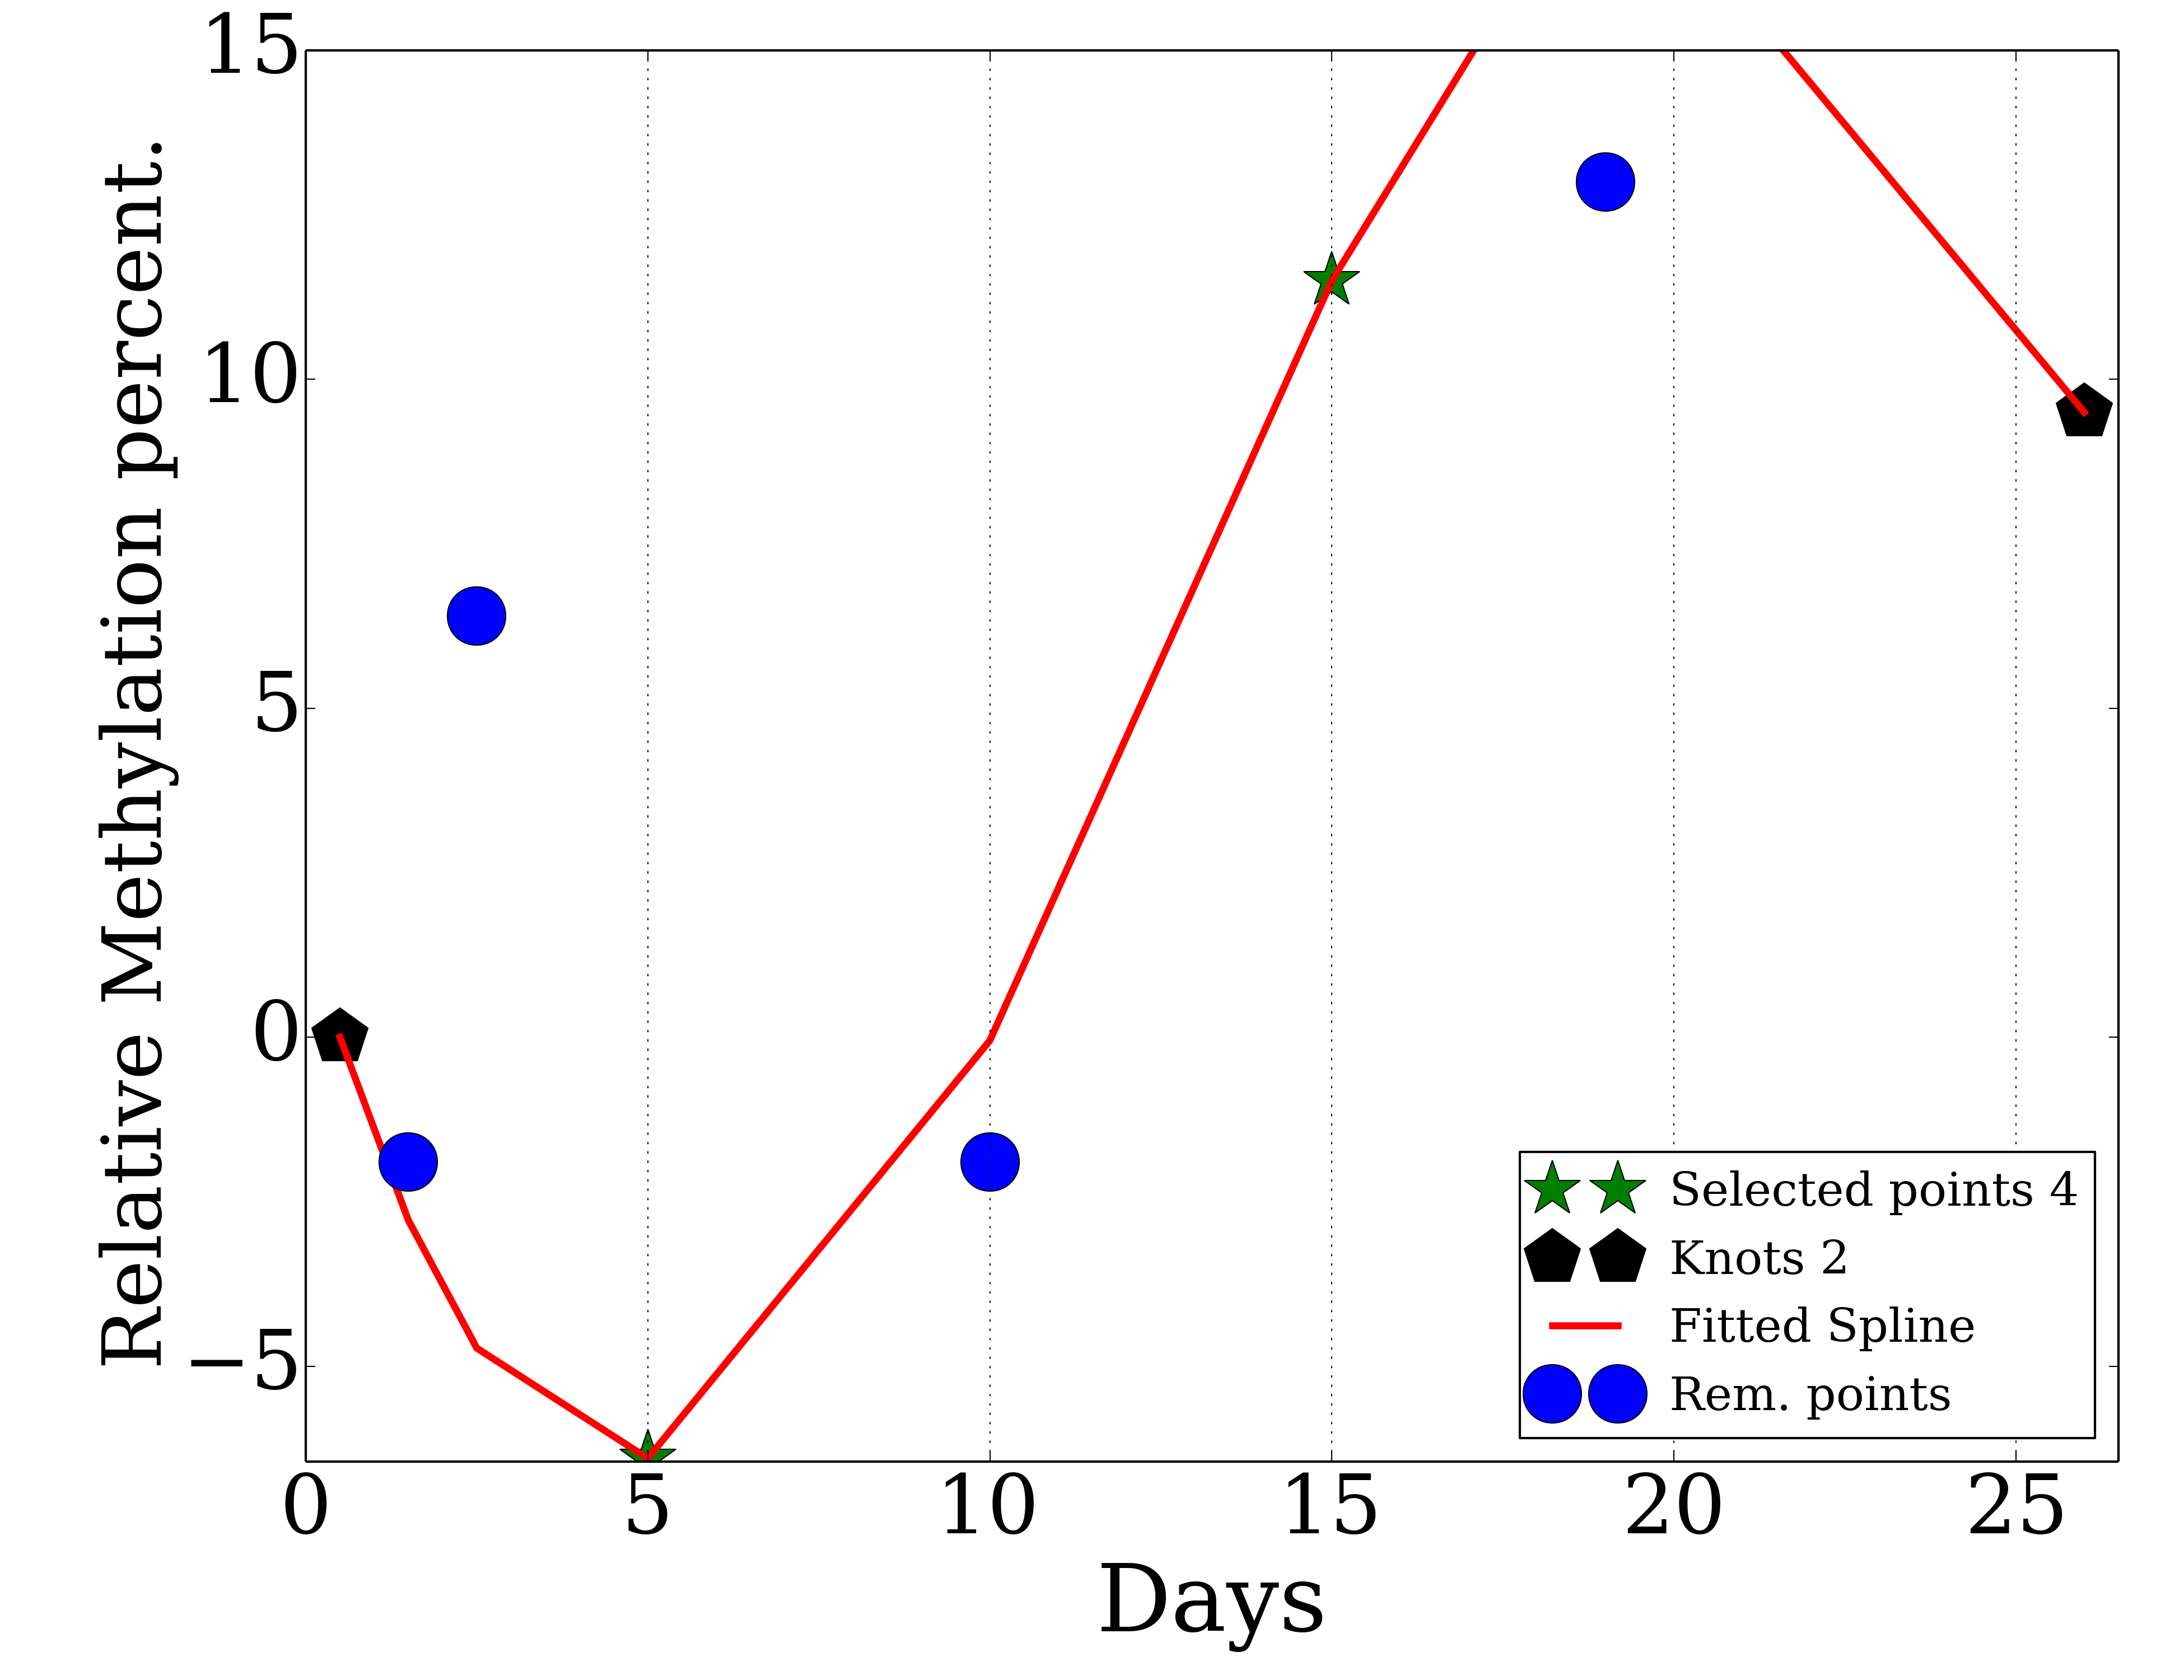 Relative Methylation percent.
15
10
5
0
−5
0 5 10 15 20 25
Days
Selected points 4
Knots 2
Fitted Spline
Rem. points